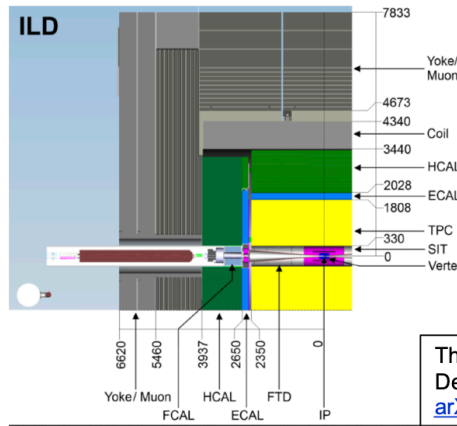 ILD
7833
Yoke/
Muon
4673
4340
Coil
3440
HCAL
2028
ECAL
1808
TPC
330
SIT
0
Verte
6620
5460
3937
2650
2350
0
Yoke/ Muon
HCAL
FTD
FCAL
ECAL
IP
Th
De
arX